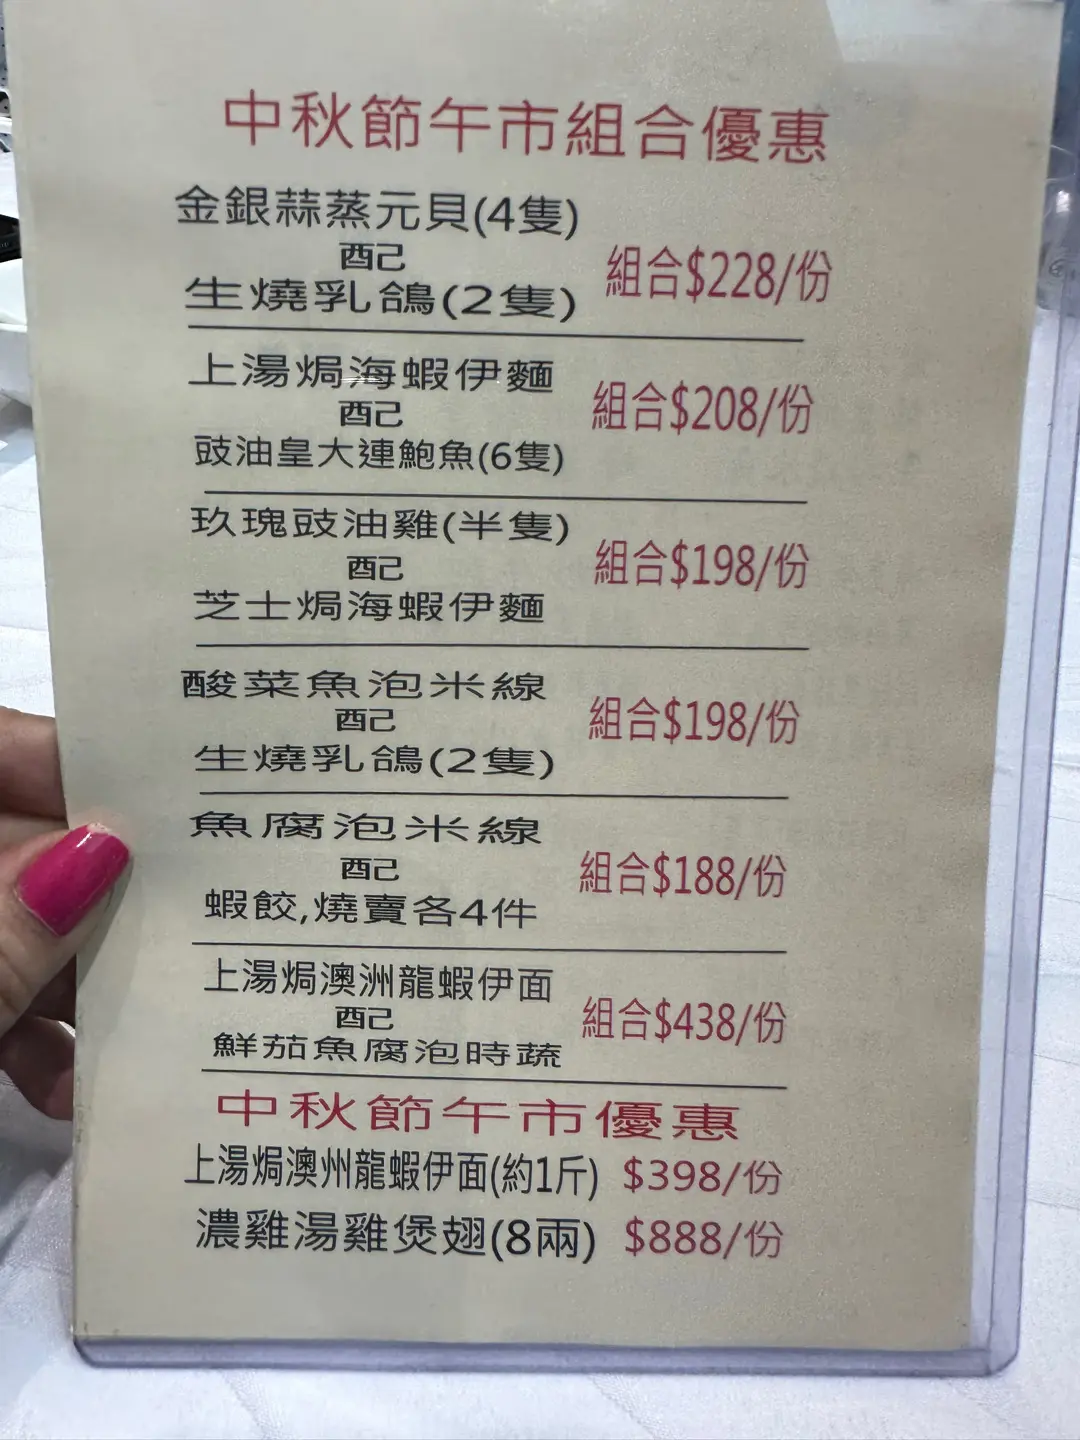 中秋節午市組合優惠
金銀蒜蒸元貝(4隻)
配
生燒乳鴿(2隻)
組合$228/份
上湯焗海蝦伊麵
配
豉油皇大連鮑魚(6隻)
組合$208/份
玫瑰豉油雞(半隻)
配
芝士焗海蝦伊麵
組合$198/份
酸菜魚泡米線
配
生燒乳鴿(2隻)
組合$198/份
魚腐泡米線
配
蝦餃,燒賣各4件
組合$188/份
上湯焗澳洲龍蝦伊面
配
鮮茄魚腐泡時蔬
組合$438/份
中秋節午市優惠
上湯焗澳州龍蝦伊面(約1斤) $398/份
濃雞湯雞煲翅(8兩) $888/份